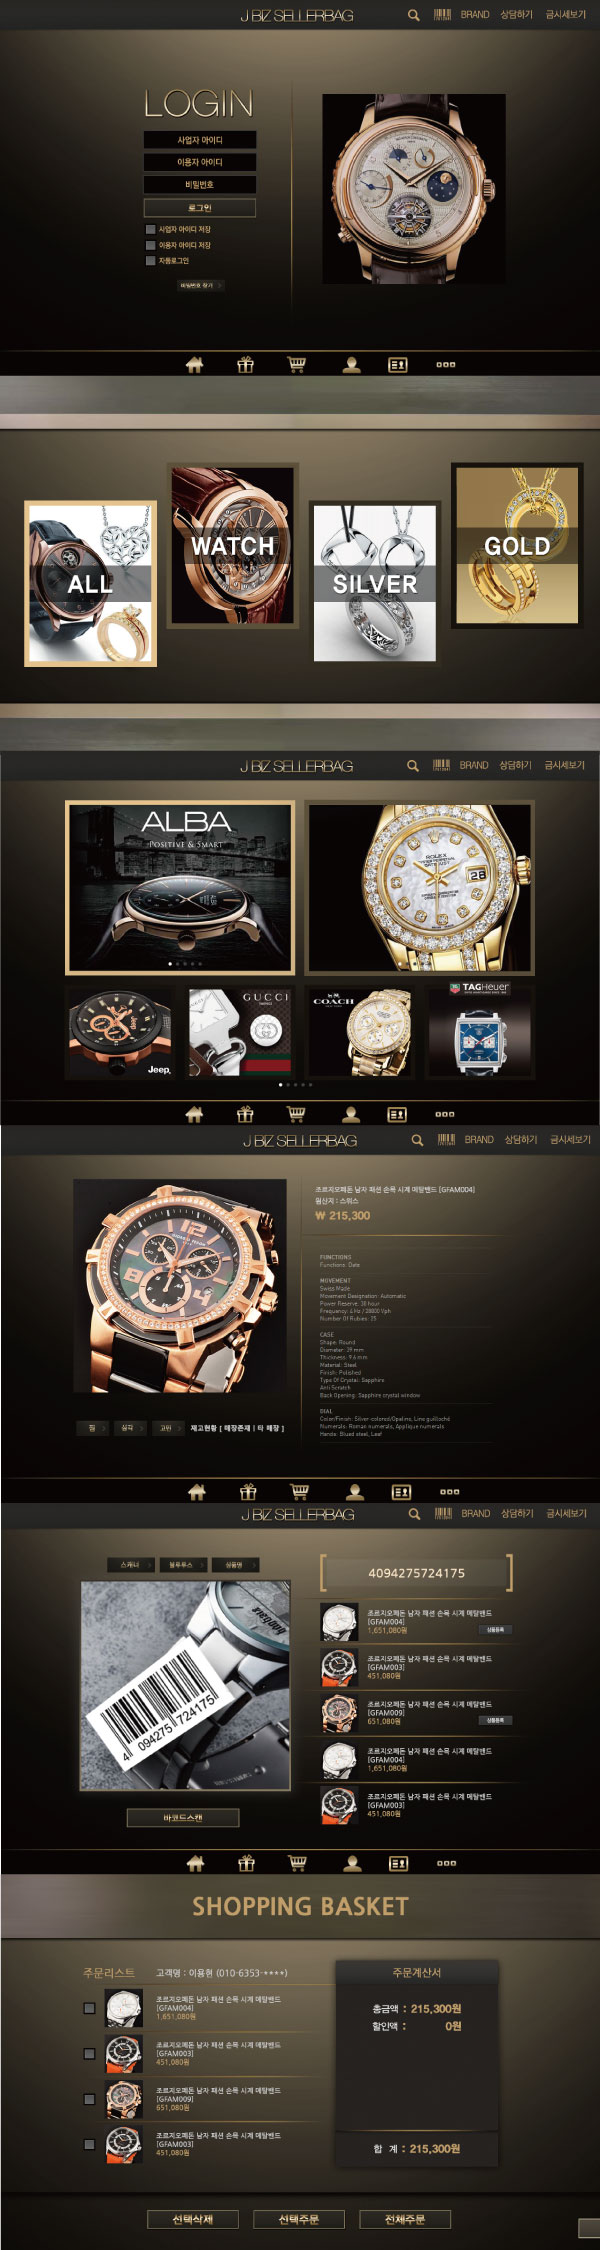 J BIZ SELLERBAG
BRAND 상담하기 금시세보기
LOGIN
사업자 아이디
이용자 아이디
비밀번호
로그인
사업자 아이디 저장
이용자 아이디 저장
자동로그인
비밀번호 찾기
ALL
WATCH
SILVER
GOLD
J BIZ SELLERBAG
BRAND 상담하기 금시세보기
ALBA
POSITIVE & SMART
ROLEX
28
Jeep
GUCCI
COACH
TAGHeuer
J BIZ SELLERBAG
BRAND 상담하기 금시세보기
조르지오페돈 남자 패션 손목 시계 메탈밴드 [GFAM004]
원산지 : 스위스
₩ 215,300
FUNCTIONS
Functions: Date
MOVEMENT
Swiss Made
Movement Designation: Automatic
Power Reserve: 38 hour
Frequency: 4 Hz / 28800 Vph
Number Of Rubies: 25
CASE
Shape: Round
Diameter: 39 mm
Thickness: 9.6 mm
Material: Steel
Finish: Polished
Type Of Crystal: Sapphire
Anti Scratch
Back Opening: Sapphire crystal window
DIAL
Color/Finish: Silver-colored/Opaline, Line guilloché
Numerals: Roman numerals, Applique numerals
Hands: Blued steel, Leaf
찜
심각
고민
재고현황 [ 매장존재 | 타 매장 ]
J BIZ SELLERBAG
BRAND 상담하기 금시세보기
스캐너
블루투스
상품명
4 094275 724175
바코드스캔
4094275724175
조르지오페돈 남자 패션 손목 시계 메탈밴드
[GFAM004]
1,651,080원
상품등록
조르지오페돈 남자 패션 손목 시계 메탈밴드
[GFAM003]
451,080원
조르지오페돈 남자 패션 손목 시계 메탈밴드
[GFAM009]
651,080원
상품등록
조르지오페돈 남자 패션 손목 시계 메탈밴드
[GFAM004]
1,651,080원
조르지오페돈 남자 패션 손목 시계 메탈밴드
[GFAM003]
451,080원
SHOPPING BASKET
주문리스트
고객명 : 이용현 (010-6353-****)
조르지오페돈 남자 패션 손목 시계 메탈밴드
[GFAM004]
1,651,080원
조르지오페돈 남자 패션 손목 시계 메탈밴드
[GFAM003]
451,080원
조르지오페돈 남자 패션 손목 시계 메탈밴드
[GFAM009]
651,080원
조르지오페돈 남자 패션 손목 시계 메탈밴드
[GFAM003]
451,080원
주문계산서
총금액 : 215,300원
할인액 : 0원
합 계 : 215,300원
선택삭제
선택주문
전체주문